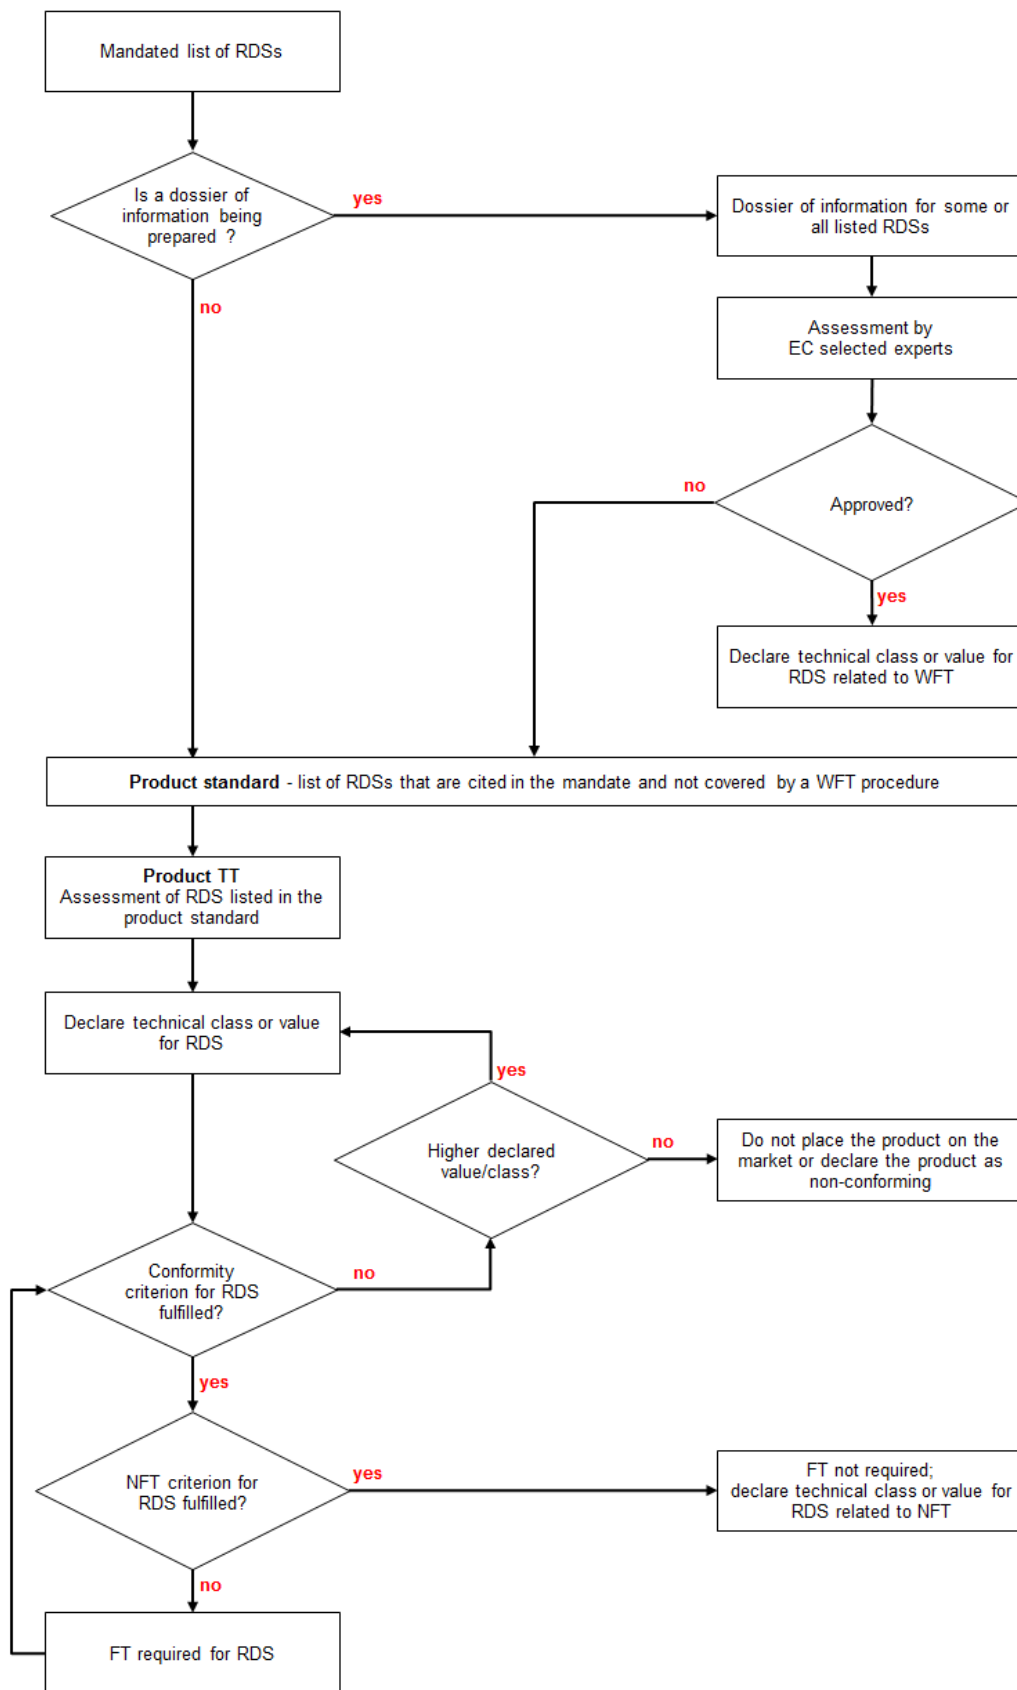 Mandated list of RDSs
Is a dossier of
information being
prepared ?
yes
Dossier of information for some or
all listed RDSs
no
Assessment by
EC selected experts
no
Approved?
yes
Declare technical class or value for
RDS related to WFT
Product standard - list of RDSs that are cited in the mandate and not covered by a WFT procedure
Product TT
Assessment of RDS listed in the
product standard
Declare technical class or value
for RDS
yes
Higher declared
value/class?
no
Do not place the product on the
market or declare the product as
non-conforming
Conformity
criterion for RDS
fulfilled?
no
yes
NFT criterion for
RDS fulfilled?
yes
FT not required;
declare technical class or value for
RDS related to NFT
no
FT required for RDS